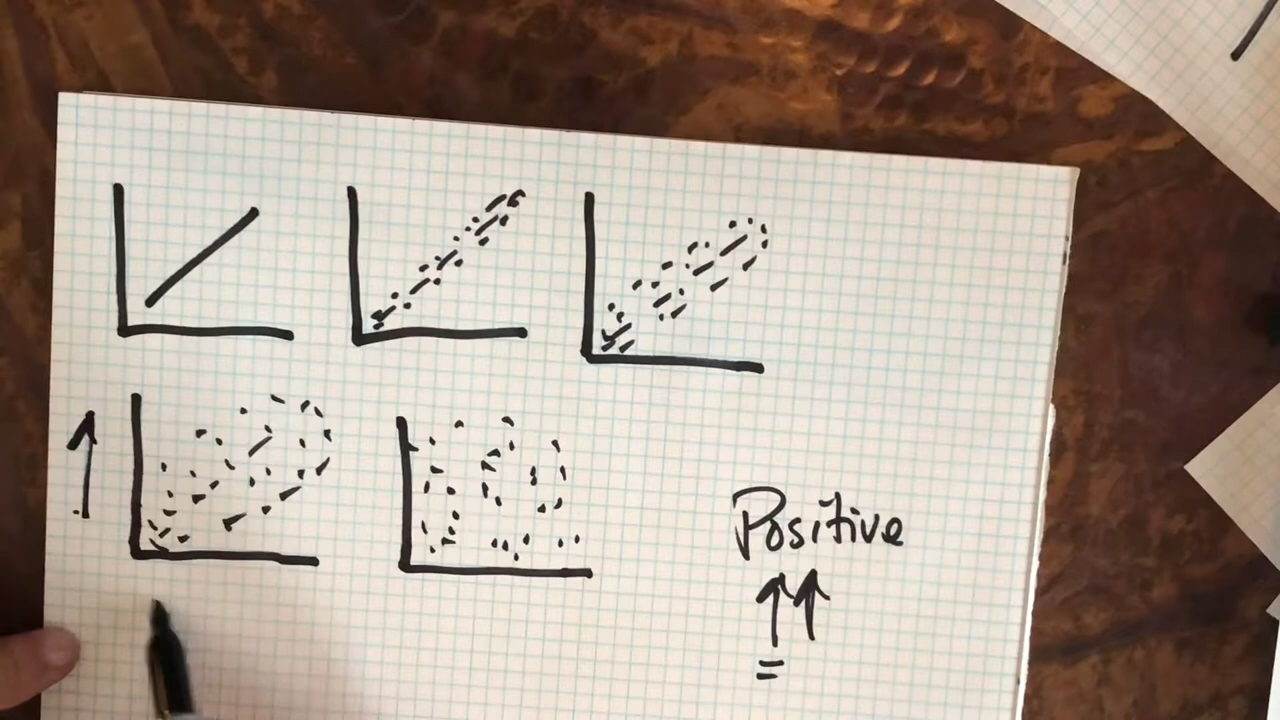 Positive
↑↑
=